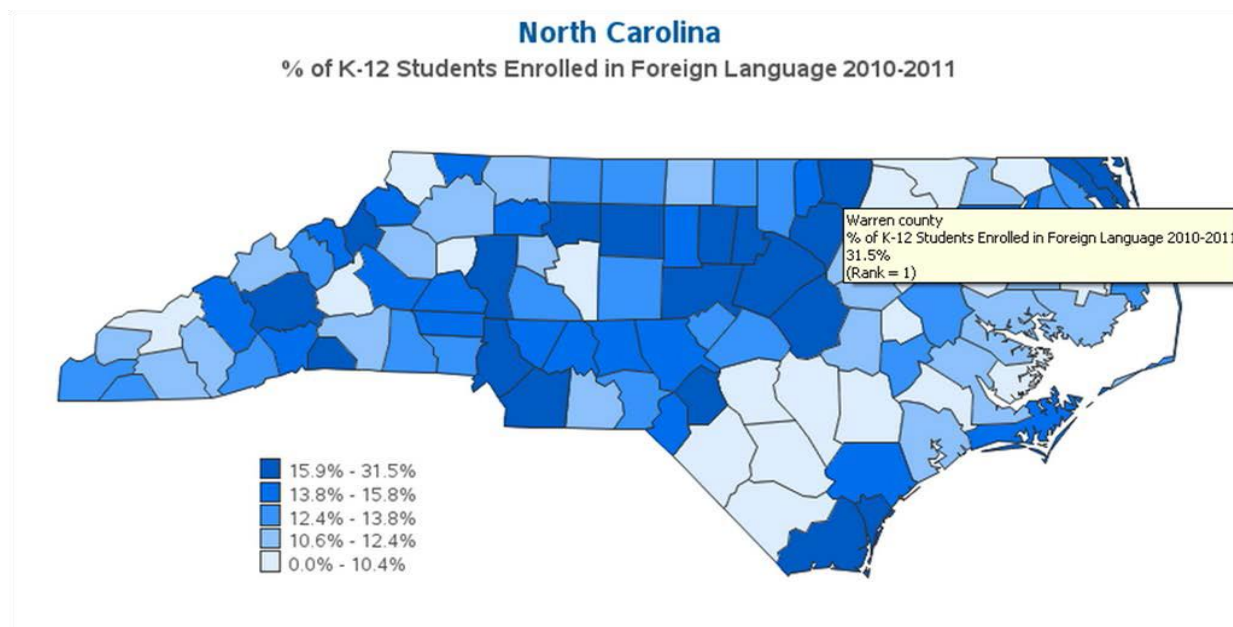 North Carolina
% of K-12 Students Enrolled in Foreign Language 2010-2011
Warren county
% of K-12 Students Enrolled in Foreign Language 2010-2011
31.5%
(Rank = 1)
15.9% - 31.5%
13.8% - 15.8%
12.4% - 13.8%
10.6% - 12.4%
0.0% - 10.4%